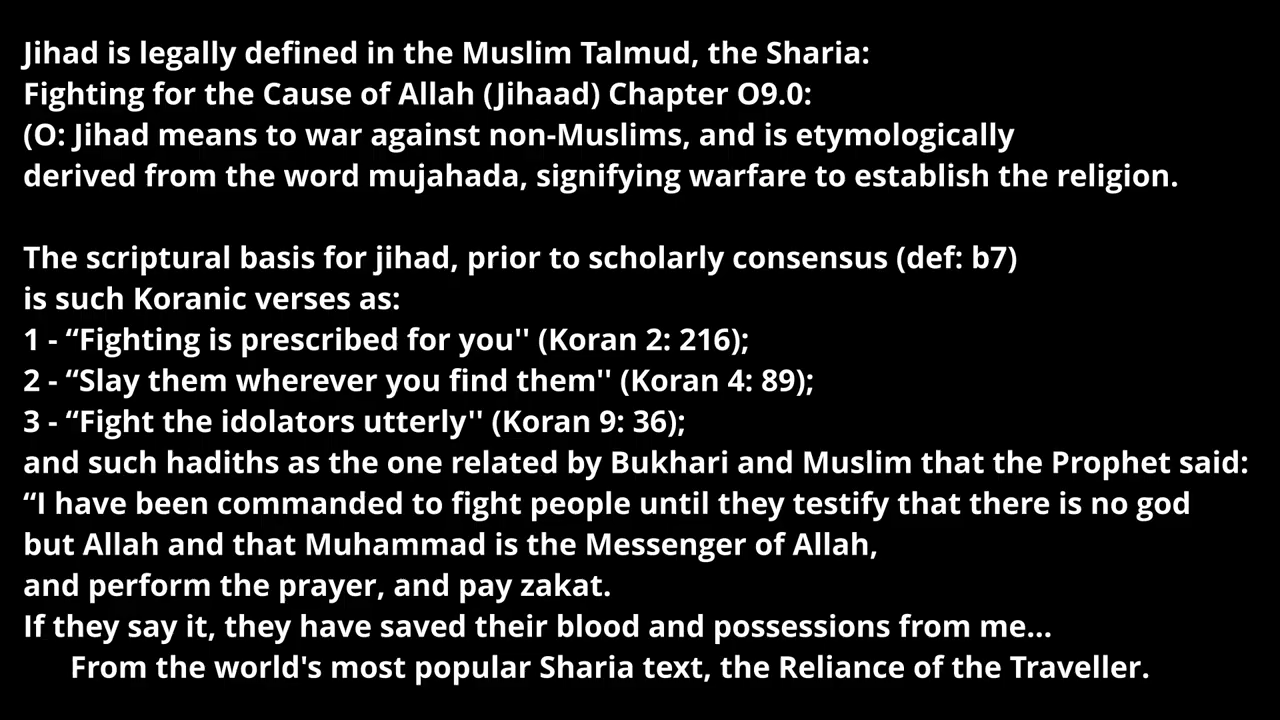 Jihad is legally defined in the Muslim Talmud, the Sharia:
Fighting for the Cause of Allah (Jihaad) Chapter O9.0:
(O: Jihad means to war against non-Muslims, and is etymologically
derived from the word mujahada, signifying warfare to establish the religion.
The scriptural basis for jihad, prior to scholarly consensus (def: b7)
is such Koranic verses as:
1 - “Fighting is prescribed for you'' (Koran 2: 216);
2 - “Slay them wherever you find them'' (Koran 4: 89);
3 - “Fight the idolators utterly'' (Koran 9: 36);
and such hadiths as the one related by Bukhari and Muslim that the Prophet said:
“I have been commanded to fight people until they testify that there is no god
but Allah and that Muhammad is the Messenger of Allah,
and perform the prayer, and pay zakat.
If they say it, they have saved their blood and possessions from me...
From the world's most popular Sharia text, the Reliance of the Traveller.